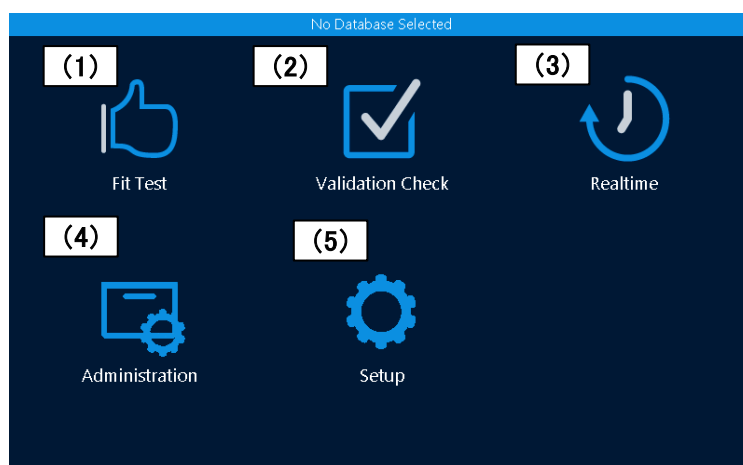 No Database Selected
(1)
(2)
(3)
Fit Test
Validation Check
Realtime
(4)
(5)
Administration
Setup